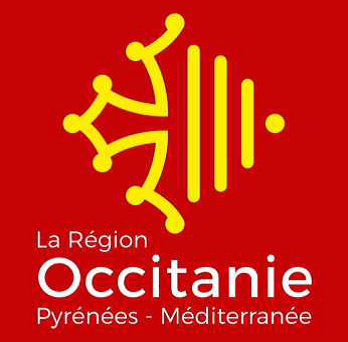 La Région
Occitanie
Pyrénées - Méditerranée